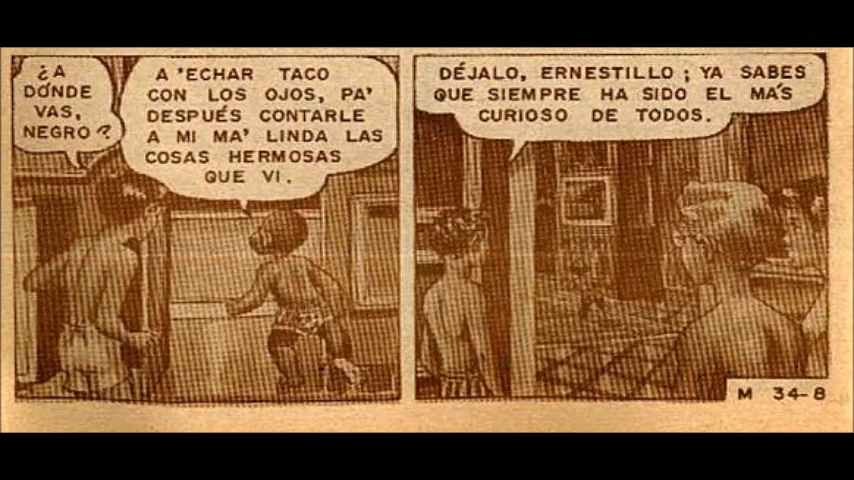 ¿A
DÓNDE
VAS,
NEGRO?
A 'ECHAR TACO
CON LOS OJOS, PA'
DESPUÉS CONTARLE
A MI MA' LINDA LAS
COSAS HERMOSAS
QUE VI.
DÉJALO, ERNESTILLO; YA SABES
QUE SIEMPRE HA SIDO EL MÁS
CURIOSO DE TODOS.
M 34-8